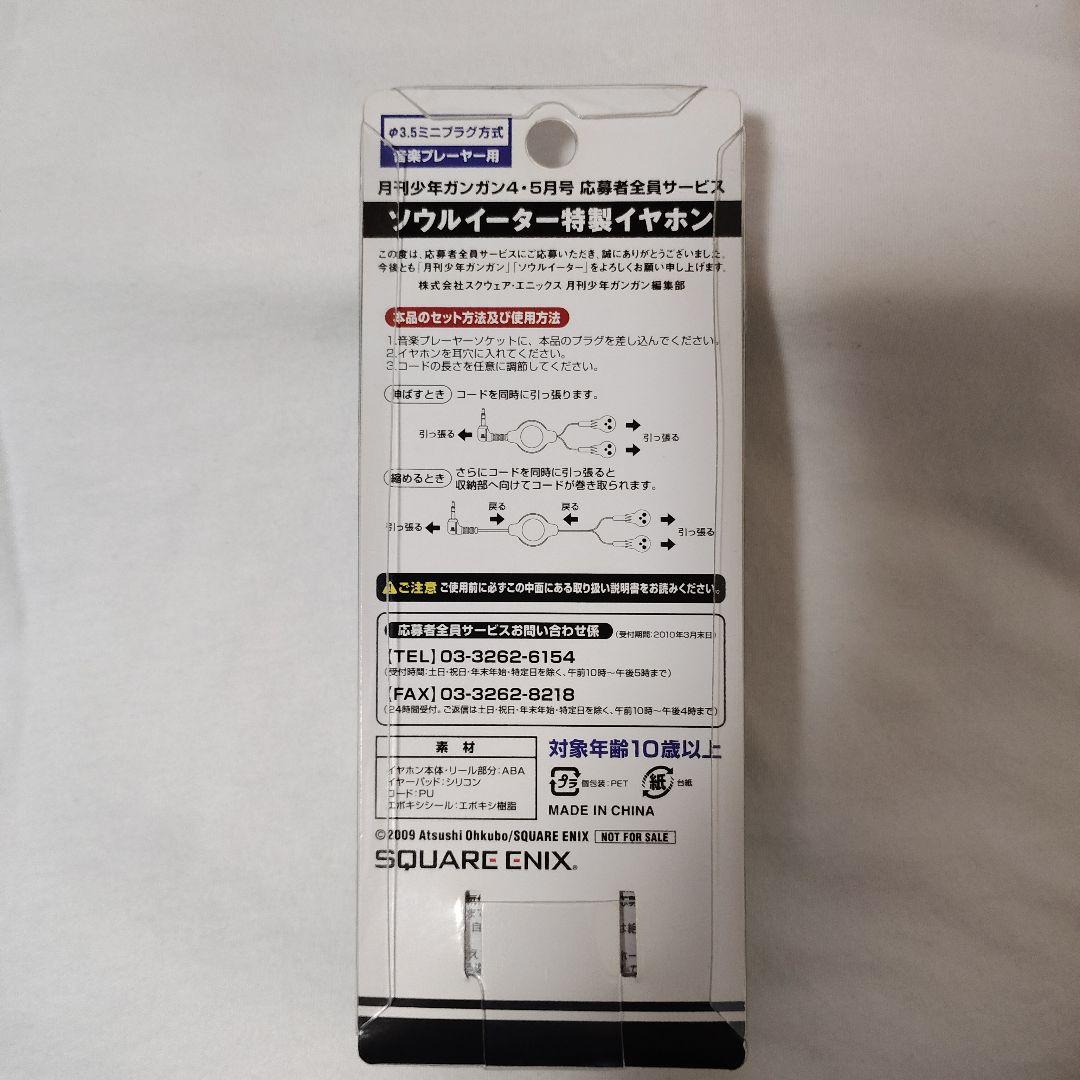 φ3.5ミニプラグ方式
音楽プレーヤー用
月刊少年ガンガン4・5月号 応募者全員サービス
ソウルイーター特製イヤホン
この度は、応募者全員サービスにご応募いただき、誠にありがとうございました。
今後とも「月刊少年ガンガン」「ソウルイーター」をよろしくお願い申し上げます。
株式会社スクウェア・エニックス 月刊少年ガンガン編集部
本品のセット方法及び使用方法
1.音楽プレーヤーソケットに、本品のプラグを差し込んでください。
2.イヤホンを耳穴に入れてください。
3.コードの長さを任意に調節してください。
伸ばすとき コードを同時に引っ張ります。
引っ張る 引っ張る
縮めるとき さらにコードを同時に引っ張ると
収納部へ向けてコードが巻き取られます。
戻る 戻る
引っ張る 引っ張る
ご注意 ご使用前に必ずこの中面にある取り扱い説明書をお読みください。
応募者全員サービスお問い合わせ係 (受付期間:2010年3月末日)
【TEL】03-3262-6154
(受付時間:土日・祝日・年末年始・特定日を除く、午前10時～午後5時まで)
【FAX】03-3262-8218
(24時間受付。ご返信は土日・祝日・年末年始・特定日を除く、午前10時～午後4時まで)
素材
イヤホン本体・リール部分:ABA
イヤーパッド:シリコン
コード:PU
エポキシシール:エポキシ樹脂
対象年齢10歳以上
プラ 個包装:PET 紙 台紙
MADE IN CHINA
©2009 Atsushi Ohkubo/SQUARE ENIX NOT FOR SALE
SQUARE ENIX®